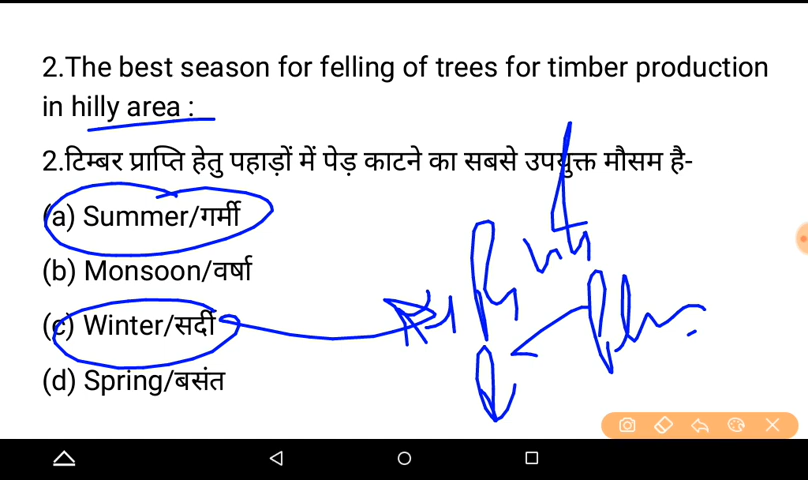 2.The best season for felling of trees for timber production
in hilly area :
2.टिम्बर प्राप्ति हेतु पहाड़ों में पेड़ काटने का सबसे उपयुक्त मौसम है-
(a) Summer/गर्मी
(b) Monsoon/वर्षा
(c) Winter/सर्दी
(d) Spring/बसंत